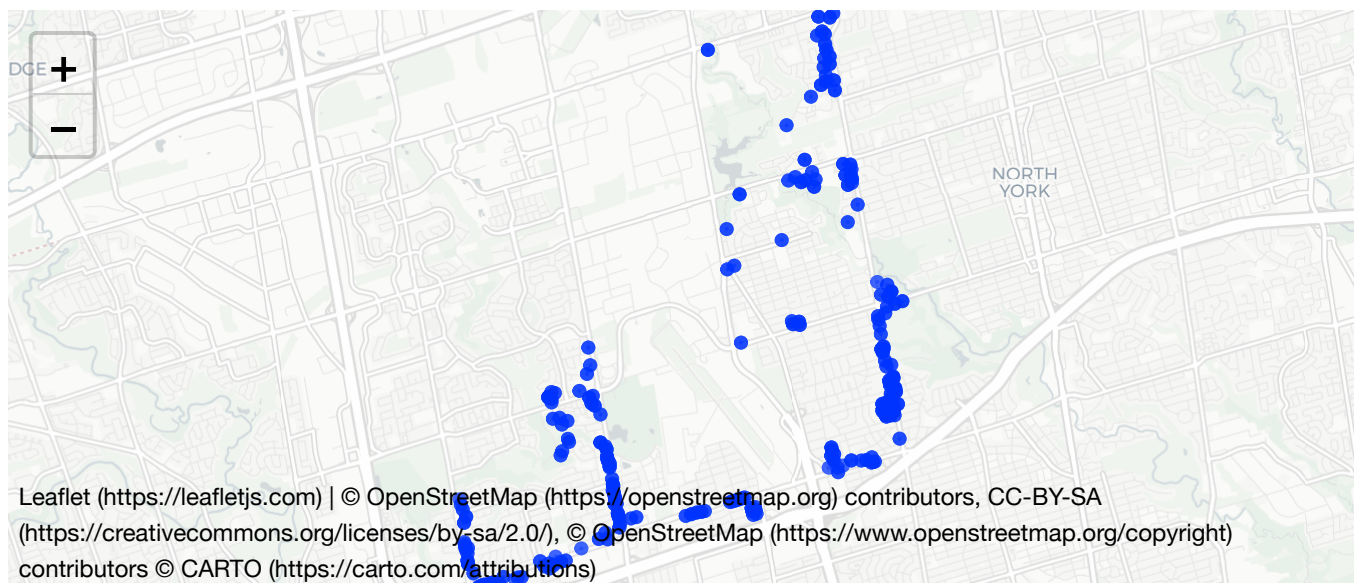 DGE
+
−
NORTH
YORK
Leaflet (https://leafletjs.com) | © OpenStreetMap (https://openstreetmap.org) contributors, CC-BY-SA
(https://creativecommons.org/licenses/by-sa/2.0/), © OpenStreetMap (https://www.openstreetmap.org/copyright)
contributors © CARTO (https://carto.com/attributions)